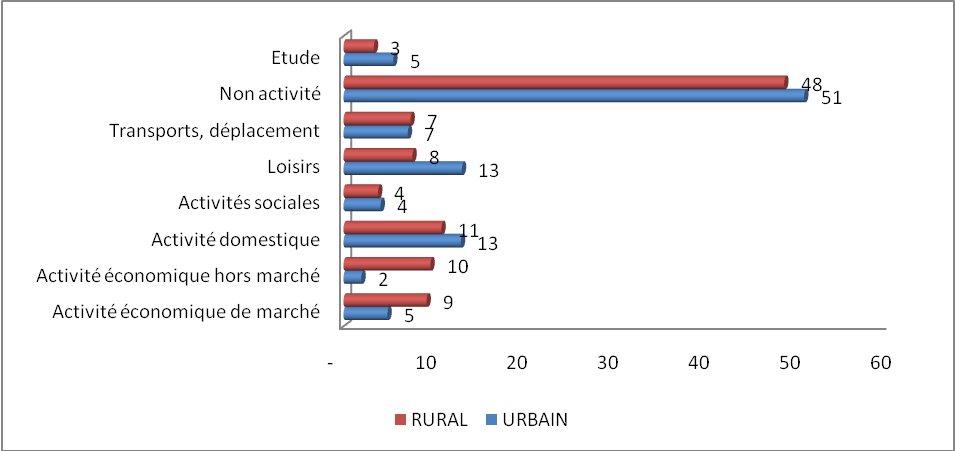 Etude 3
5
Non activité 48
51
Transports, déplacement 7
7
Loisirs 8
13
Activités sociales 4
4
Activité domestique 11
13
Activité économique hors marché 10
2
Activité économique de marché 9
5
- 10 20 30 40 50 60
RURAL URBAIN